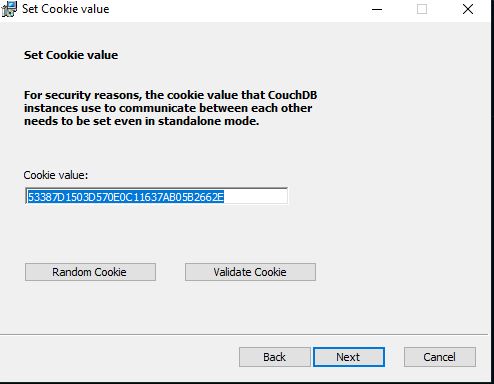 Set Cookie value
Set Cookie value
For security reasons, the cookie value that CouchDB
instances use to communicate between each other
needs to be set even in standalone mode.
Cookie value:
53387D1503D570E0C11637AB05B2662E
Random Cookie
Validate Cookie
Back
Next
Cancel